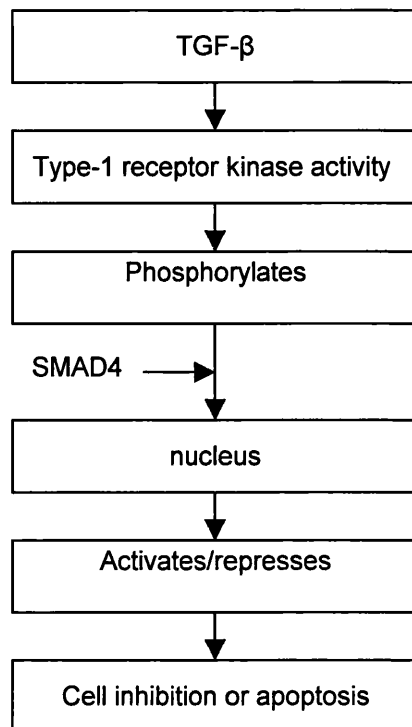 TGF-β
Type-1 receptor kinase activity
Phosphorylates
SMAD4
nucleus
Activates/represses
Cell inhibition or apoptosis